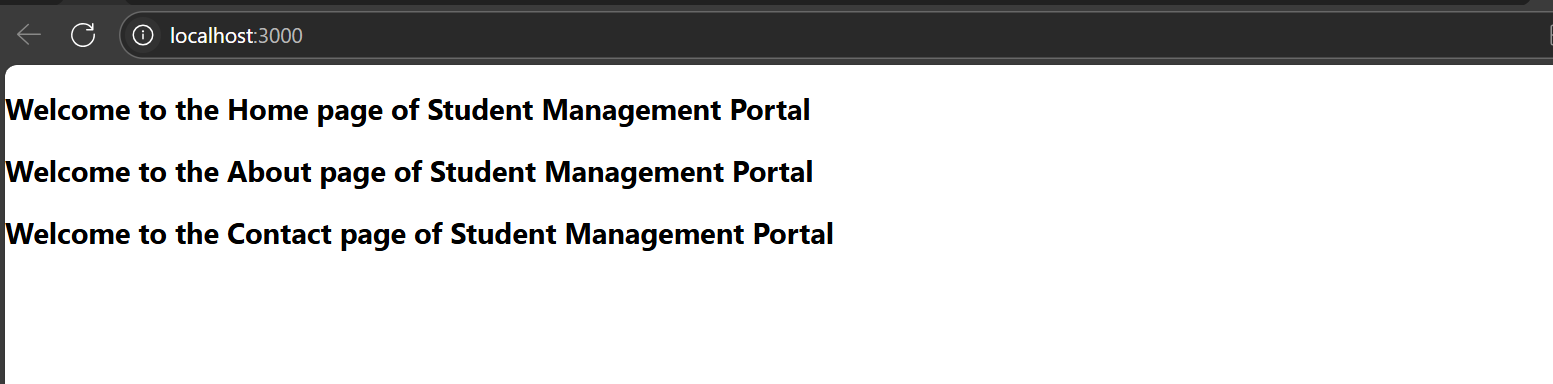 localhost:3000
Welcome to the Home page of Student Management Portal
Welcome to the About page of Student Management Portal
Welcome to the Contact page of Student Management Portal